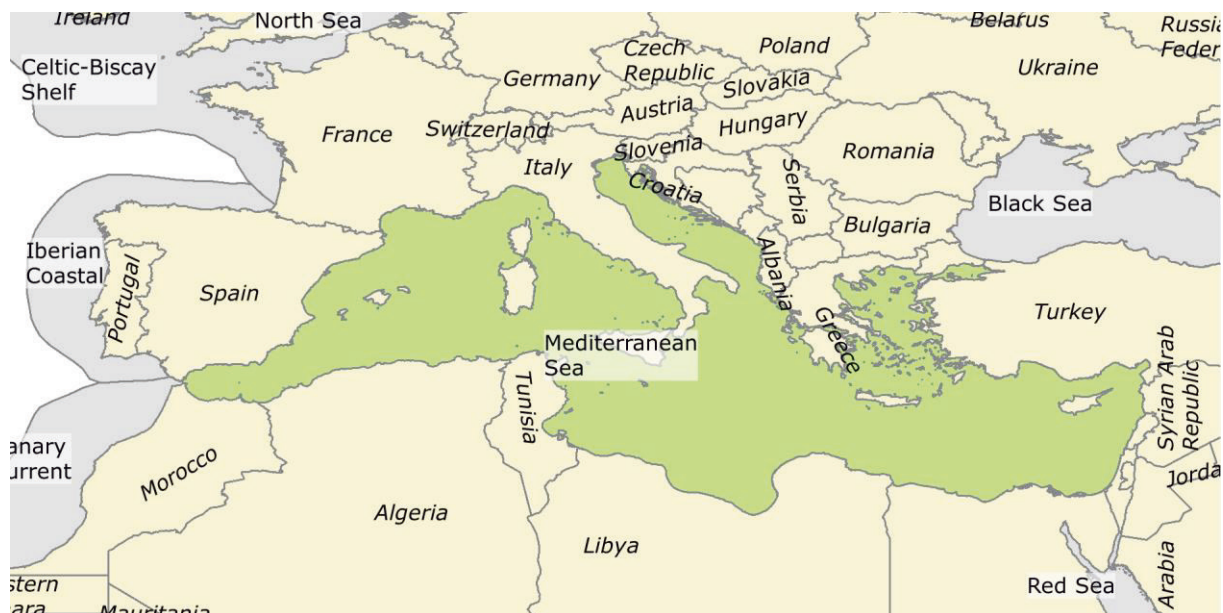 Ireland
North Sea
Belarus
Russia
Feder
Celtic-Biscay
Shelf
Czech
Republic
Poland
Ukraine
Germany
Slovakia
Austria
France
Switzerland
Hungary
Slovenia
Italy
Romania
Croatia
Serbia
Black Sea
Bulgaria
Iberian
Coastal
Portugal
Spain
Albania
Turkey
Greece
Mediterranean
Sea
Syrian Arab
Republic
Tunisia
anary
urrent
Morocco
Jorda
Algeria
Libya
Red Sea
Arabia
stern
ara
Mauritania